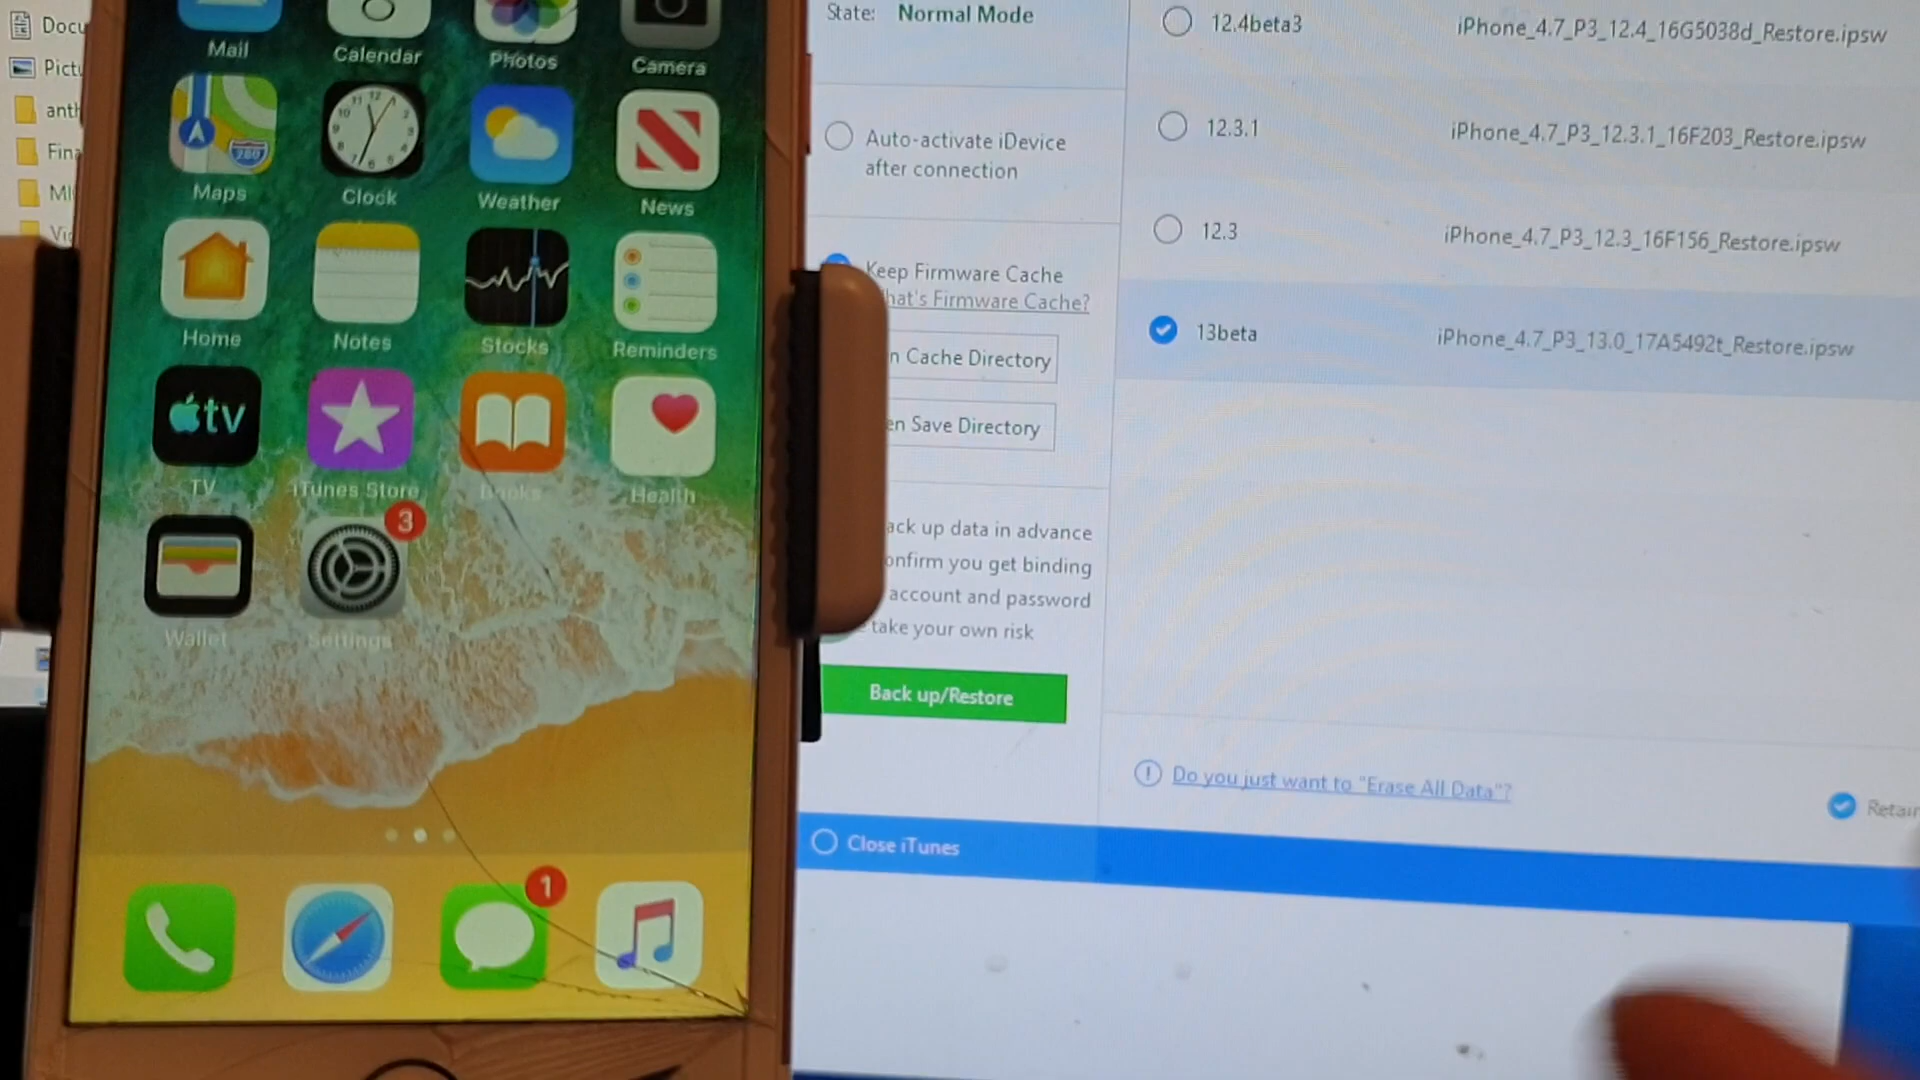 Mail
Calendar
Photos
Camera
Maps
Clock
Weather
News
280
Home
Notes
Stocks
Reminders
tv
TV
iTunes Store
Books
Health
3
Wallet
Settings
1
State: Normal Mode
Auto-activate iDevice
after connection
Keep Firmware Cache
hat's Firmware Cache?
n Cache Directory
en Save Directory
ack up data in advance
onfirm you get binding
account and password
take your own risk
Back up/Restore
Close iTunes
12.4beta3 iPhone_4.7_P3_12.4_16G5038d_Restore.ipsw
12.3.1 iPhone_4.7_P3_12.3.1_16F203_Restore.ipsw
12.3 iPhone_4.7_P3_12.3_16F156_Restore.ipsw
13beta iPhone_4.7_P3_13.0_17A5492t_Restore.ipsw
Do you just want to "Erase All Data"?
Retain
Docu
Pictu
anth
Fina